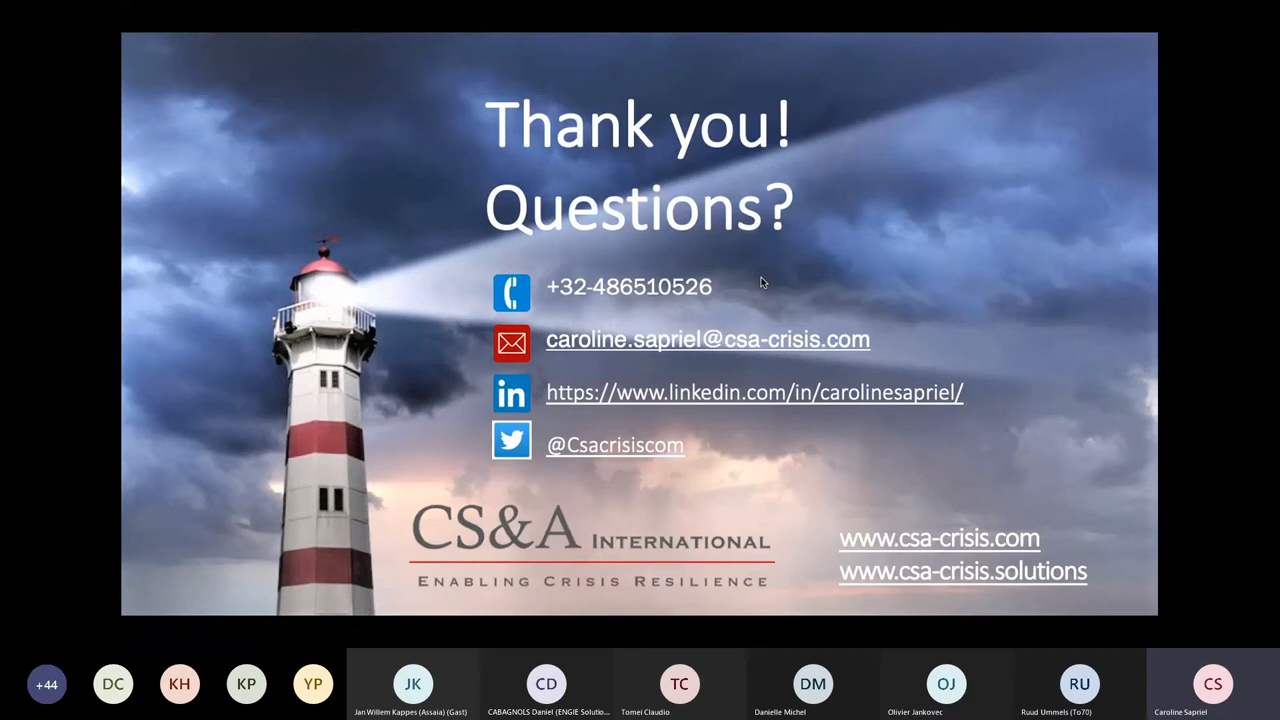 Thank you!
Questions?
+32-486510526
caroline.sapriel@csa-crisis.com
https://www.linkedin.com/in/carolinesapriel/
in
@Csacrisiscom
CS&A INTERNATIONAL
ENABLING CRISIS RESILIENCE
www.csa-crisis.com
www.csa-crisis.solutions
+44
DC
KH
KP
YP
JK
CD
TC
DM
OJ
RU
CS
Jan Willem Kappes (Assaia) (Gast)
CABAGNOLS Daniel (ENGIE Solutio...
Tomei Claudio
Danielle Michel
Olivier Jankovec
Ruud Ummels (To70)
Caroline Sapriel